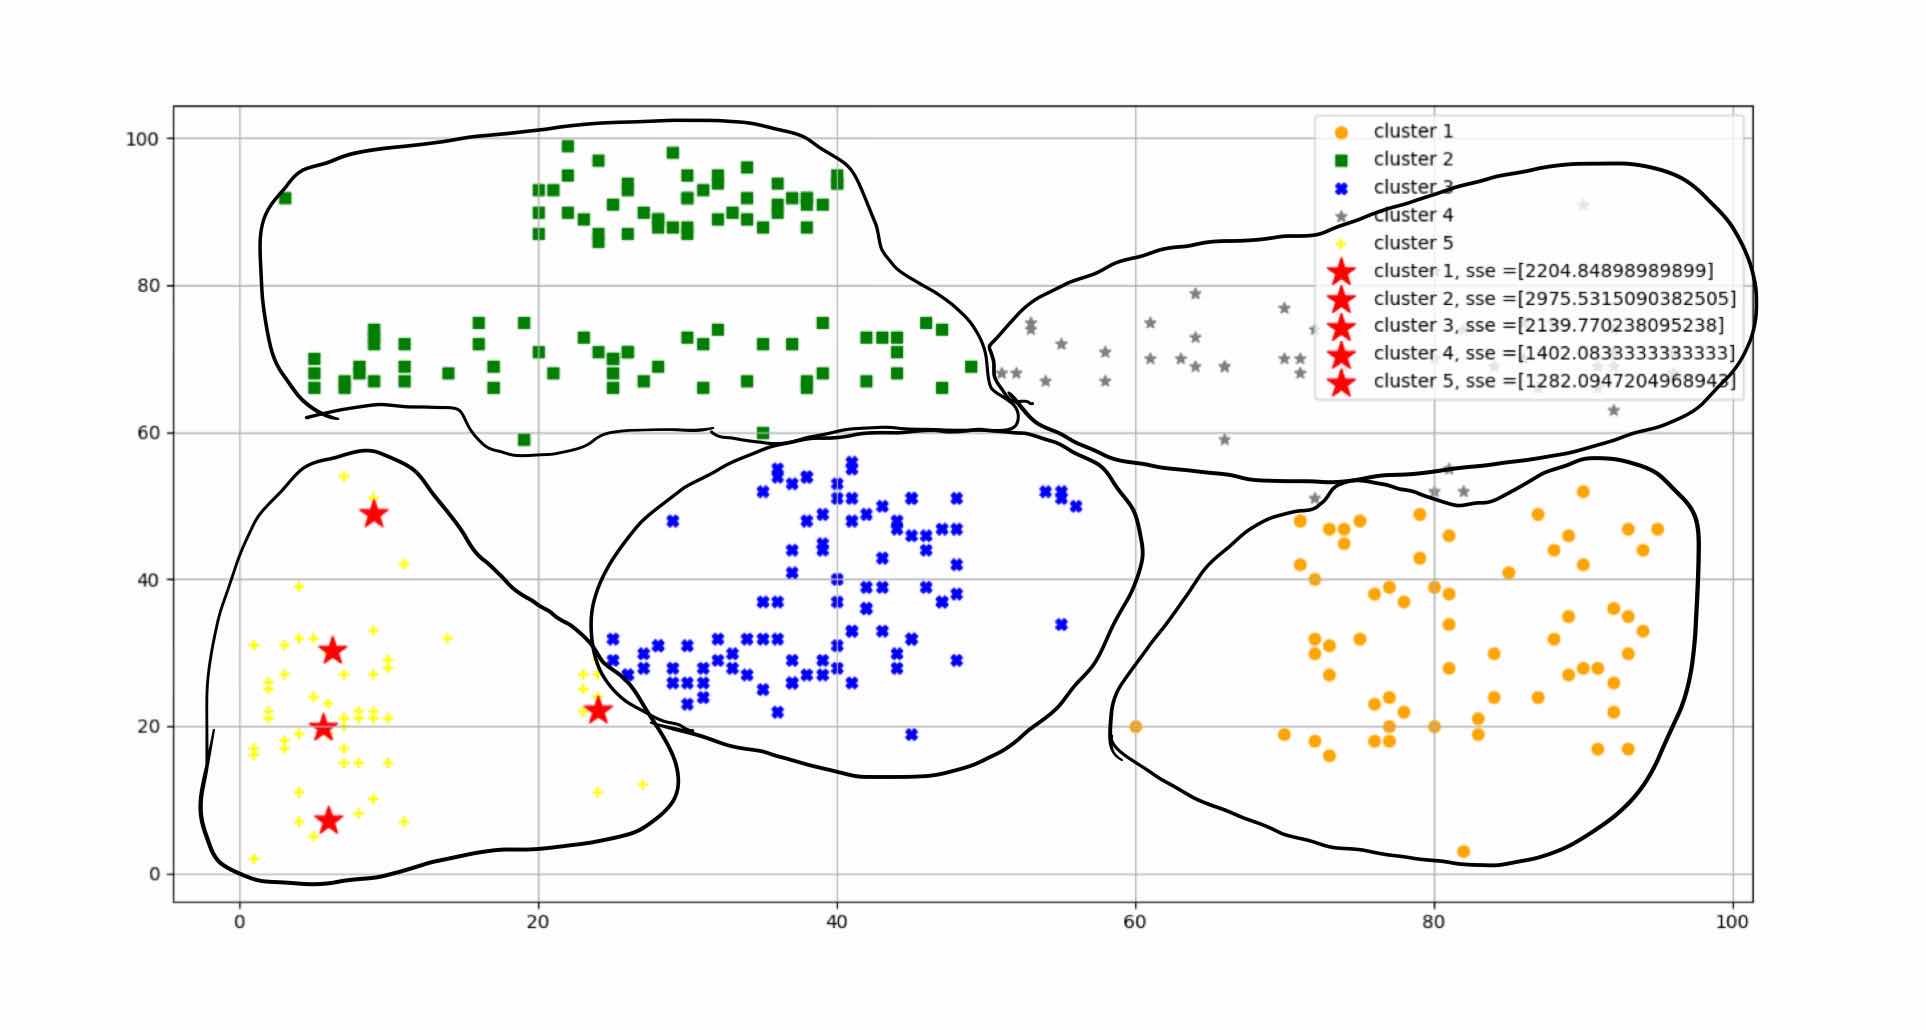 100
80
60
40
20
0
0 20 40 60 80 100
cluster 1
cluster 2
cluster 3
cluster 4
cluster 5
cluster 1, sse =[2204.84898989899]
cluster 2, sse =[2975.5315090382505]
cluster 3, sse =[2139.770238095238]
cluster 4, sse =[1402.0833333333333]
cluster 5, sse =[1282.0947204968943]